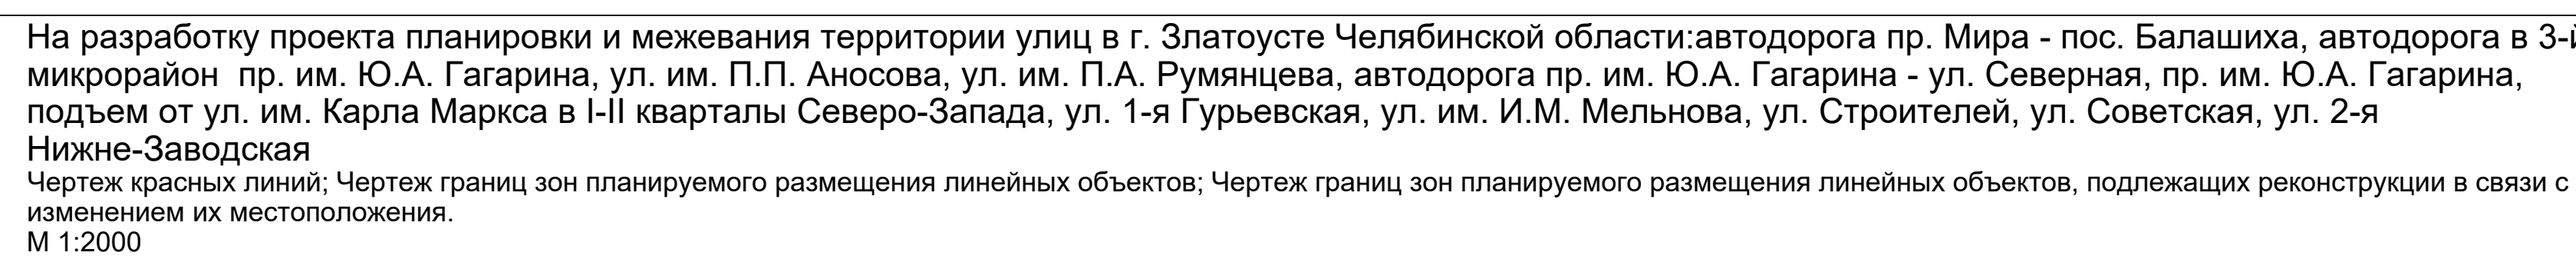 На разработку проекта планировки и межевания территории улиц в г. Златоусте Челябинской области:автодорога пр. Мира - пос. Балашиха, автодорога в 3-й
микрорайон  пр. им. Ю.А. Гагарина, ул. им. П.П. Аносова, ул. им. П.А. Румянцева, автодорога пр. им. Ю.А. Гагарина - ул. Северная, пр. им. Ю.А. Гагарина,
подъем от ул. им. Карла Маркса в I-II кварталы Северо-Запада, ул. 1-я Гурьевская, ул. им. И.М. Мельнова, ул. Строителей, ул. Советская, ул. 2-я
Нижне-Заводская
Чертеж красных линий; Чертеж границ зон планируемого размещения линейных объектов; Чертеж границ зон планируемого размещения линейных объектов, подлежащих реконструкции в связи с
изменением их местоположения.
М 1:2000